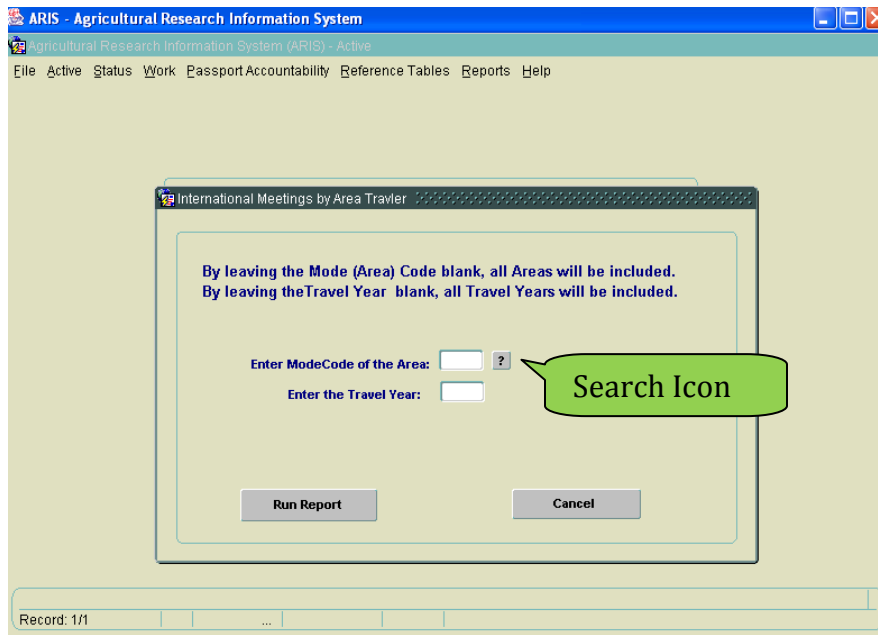 ARIS - Agricultural Research Information System
Agricultural Research Information System (ARIS) - Active
File Active Status Work Passport Accountability Reference Tables Reports Help
International Meetings by Area Travler
By leaving the Mode (Area) Code blank, all Areas will be included.
By leaving theTravel Year blank, all Travel Years will be included.
Enter ModeCode of the Area: ?
Search Icon
Enter the Travel Year:
Run Report Cancel
Record: 1/1 ...